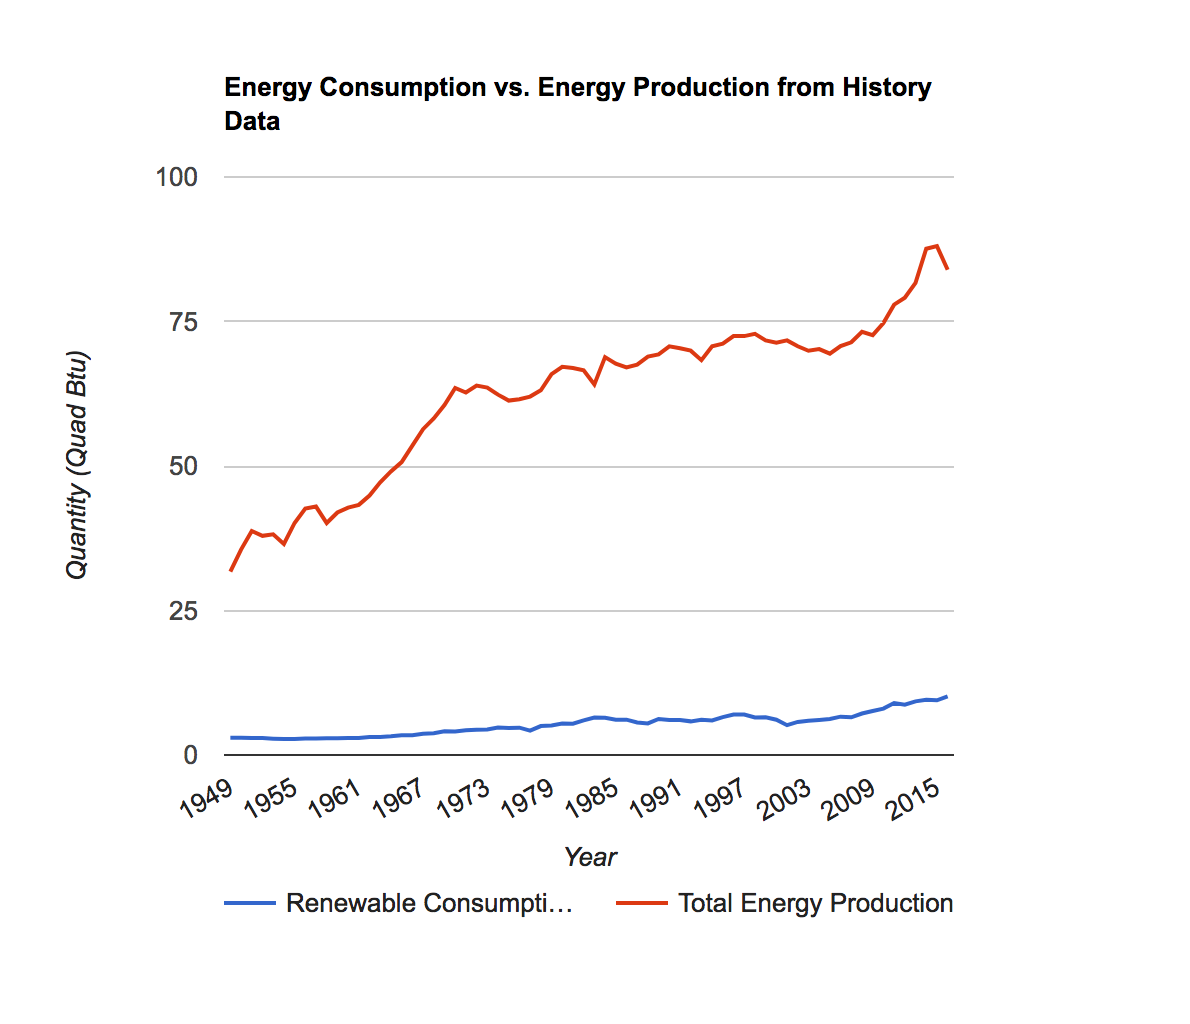 Energy Consumption vs. Energy Production from History
Data
100
75
50
25
0
Quantity (Quad Btu)
1949 1955 1961 1967 1973 1979 1985 1991 1997 2003 2009 2015
Year
Renewable Consumpti… Total Energy Production